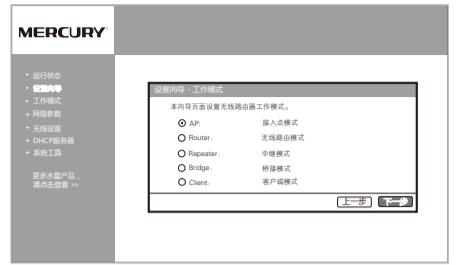 MERCURY
• 运行状态
• 设置向导
• 工作模式
+ 网络参数
+ 无线设置
+ DHCP服务器
+ 系统工具
更多水星产品，
请点击查看 >>
设置向导 - 工作模式
本向导页面设置无线路由器工作模式。
AP: 接入点模式
Router: 无线路由模式
Repeater: 中继模式
Bridge: 桥接模式
Client: 客户端模式
上一步 下一步